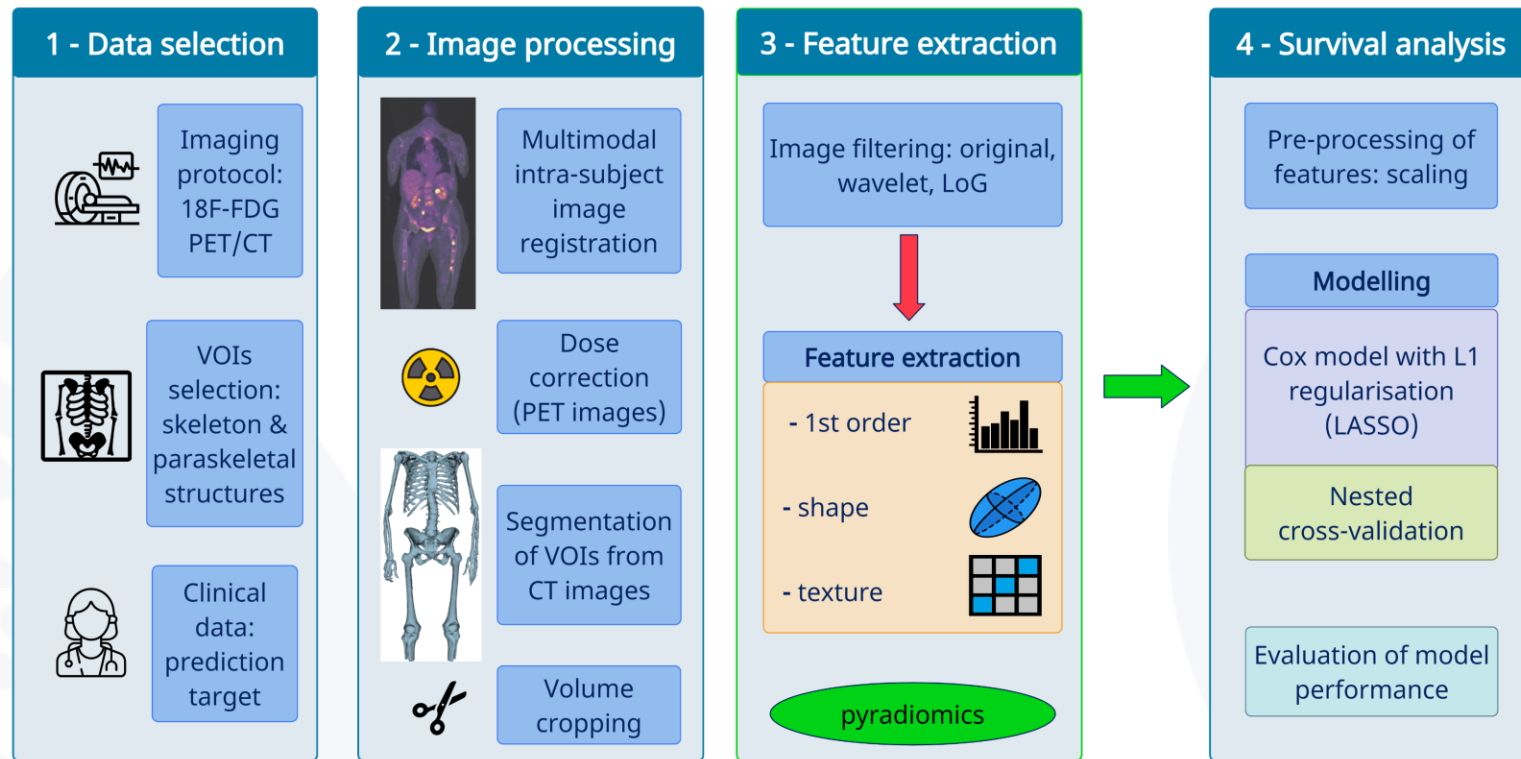 1 - Data selection
Imaging
protocol:
18F-FDG
PET/CT
VOIs
selection:
skeleton &
paraskeletal
structures
Clinical
data:
prediction
target
2 - Image processing
Multimodal
intra-subject
image
registration
Dose
correction
(PET images)
Segmentation
of VOIs from
CT images
Volume
cropping
3 - Feature extraction
Image filtering: original,
wavelet, LoG
Feature extraction
- 1st order
- shape
- texture
pyradiomics
4 - Survival analysis
Pre-processing of
features: scaling
Modelling
Cox model with L1
regularisation
(LASSO)
Nested
cross-validation
Evaluation of model
performance